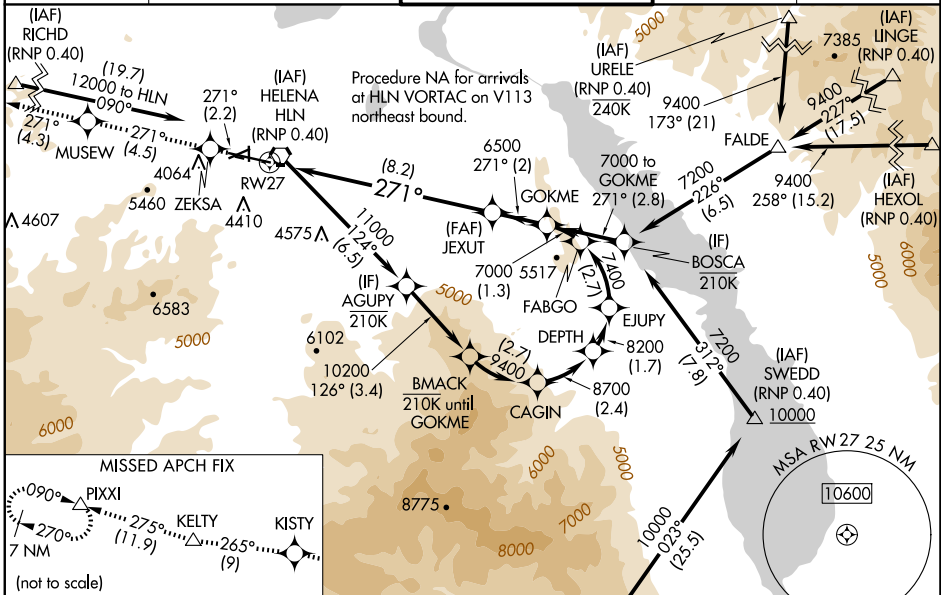 (IAF)
RICHD
(RNP 0.40)
(19.7)
12000 to HLN
090°
271°
(4.3)
MUSEW
271°
(4.5)
271°
(2.2)
4064
ZEKSA
(IAF)
HELENA
HLN
(RNP 0.40)
RW27
Procedure NA for arrivals
at HLN VORTAC on V113
northeast bound.
5460
4410
4607
4575
6583
5000
6102
6000
(8.2)
271°
6500
271° (2)
GOKME
7000 to
GOKME
271° (2.8)
(FAF)
JEXUT
7000
(1.3)
5517
FABGO
7400
(2.7)
EJUPY
DEPTH
8200
(1.7)
8700
(2.4)
CAGIN
(2.7)
9400
BMACK
210K until
GOKME
10200
126° (3.4)
(IF)
AGUPY
210K
11000
124°
(6.5)
5000
5000
(IAF)
URELE
(RNP 0.40)
240K
9400
173° (21)
7385
(IAF)
LINGE
(RNP 0.40)
9400
227°
(17.5)
FALDE
9400
258° (15.2)
(IAF)
HEXOL
(RNP 0.40)
7200
226°
(6.5)
(IF)
BOSCA
210K
5000
6000
7200
312°
(7.8)
(IAF)
SWEDD
(RNP 0.40)
10000
10000
023°
(25.5)
6000
5000
7000
8000
8775
MSA RW27 25 NM
10600
MISSED APCH FIX
090°
PIXXI
270°
7 NM
275°
(11.9)
KELTY
265°
(9)
KISTY
(not to scale)